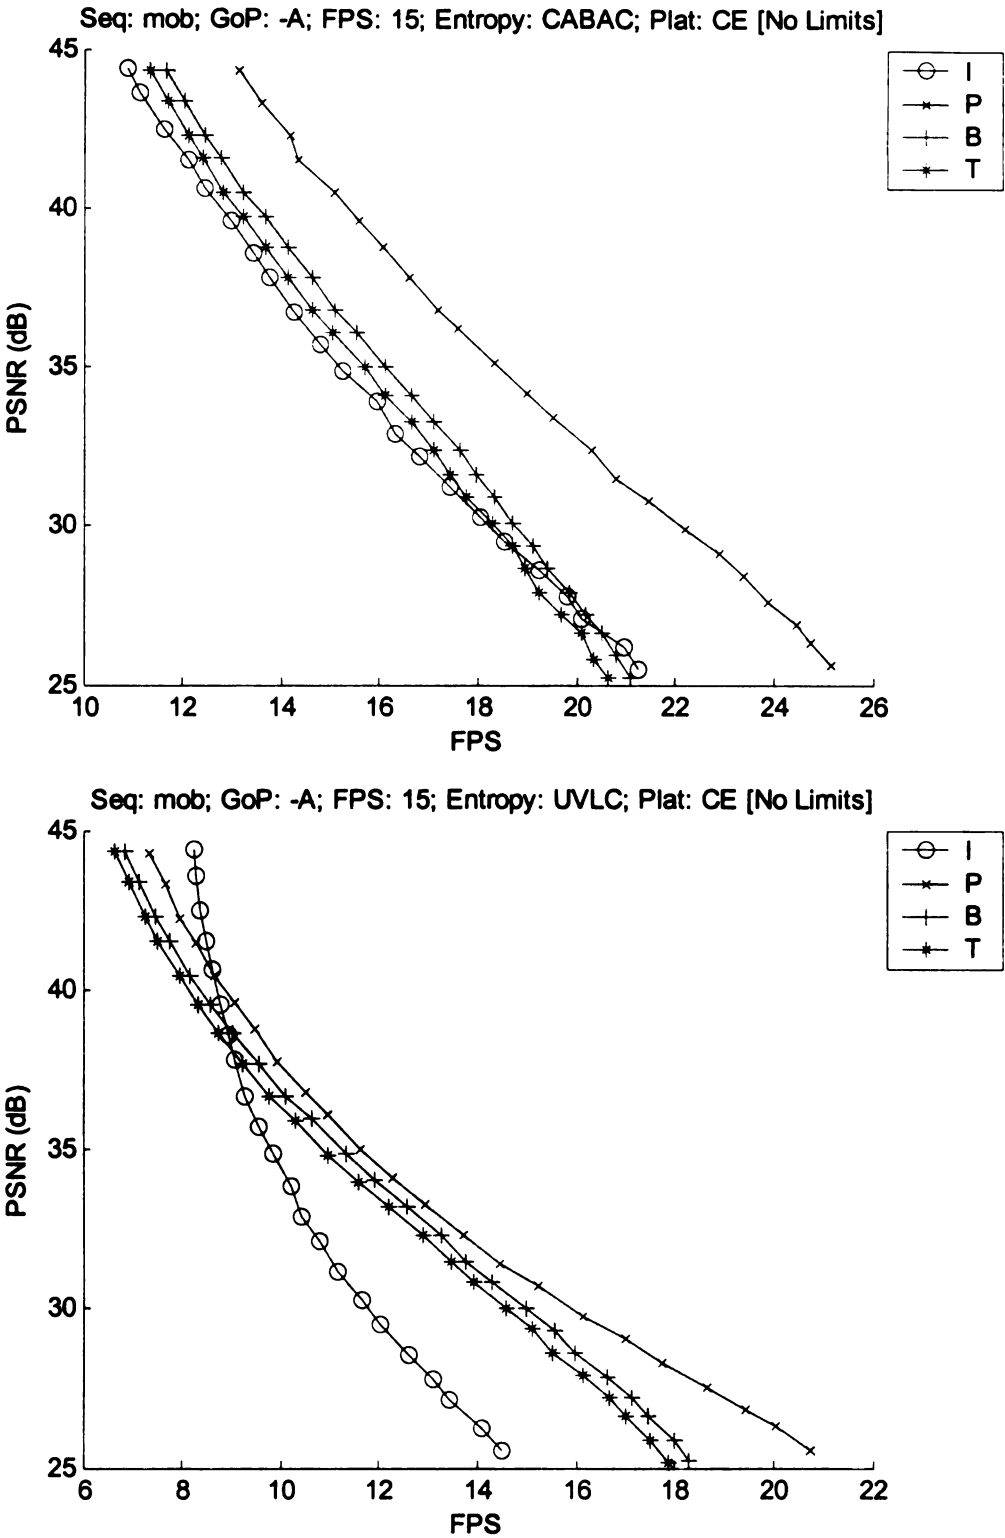 Seq: mob; GoP: -A; FPS: 15; Entropy: CABAC; Plat: CE [No Limits]
45
40
35
30
25
PSNR (dB)
10 12 14 16 18 20 22 24 26
FPS
I
P
B
T
Seq: mob; GoP: -A; FPS: 15; Entropy: UVLC; Plat: CE [No Limits]
45
40
35
30
25
PSNR (dB)
6 8 10 12 14 16 18 20 22
FPS
I
P
B
T